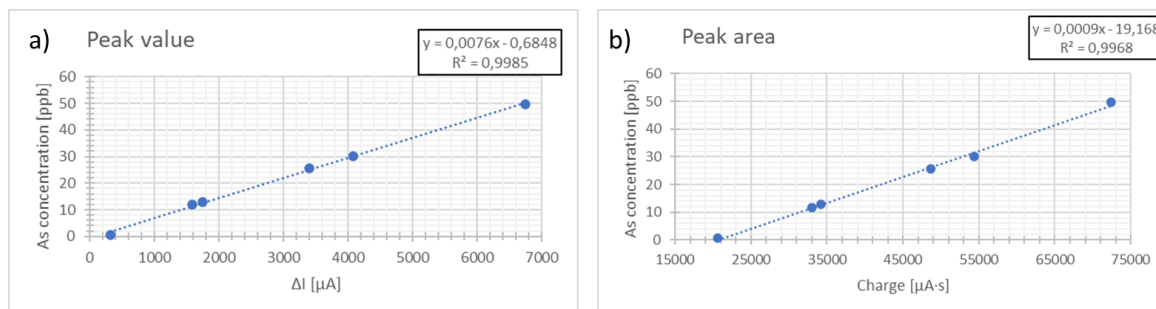 a) Peak value
y = 0,0076x - 0,6848
R² = 0,9985
As concentration [ppb]
60
50
40
30
20
10
0
0 1000 2000 3000 4000 5000 6000 7000
ΔI [μA]
b) Peak area
y = 0,0009x - 19,168
R² = 0,9968
As concentration [ppb]
60
50
40
30
20
10
0
15000 25000 35000 45000 55000 65000 75000
Charge [μA·s]